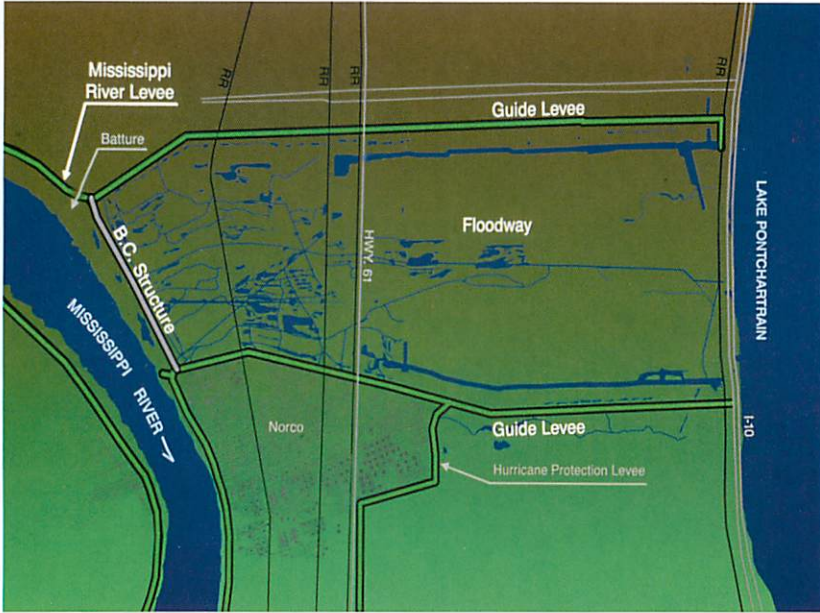 RR
RR
RR
RR
Mississippi
River Levee
Guide Levee
Batture
LAKE PONTCHARTRAIN
Floodway
HWY. 61
B.C. Structure
MISSISSIPPI RIVER →
I-10
Norco
Guide Levee
Hurricane Protection Levee